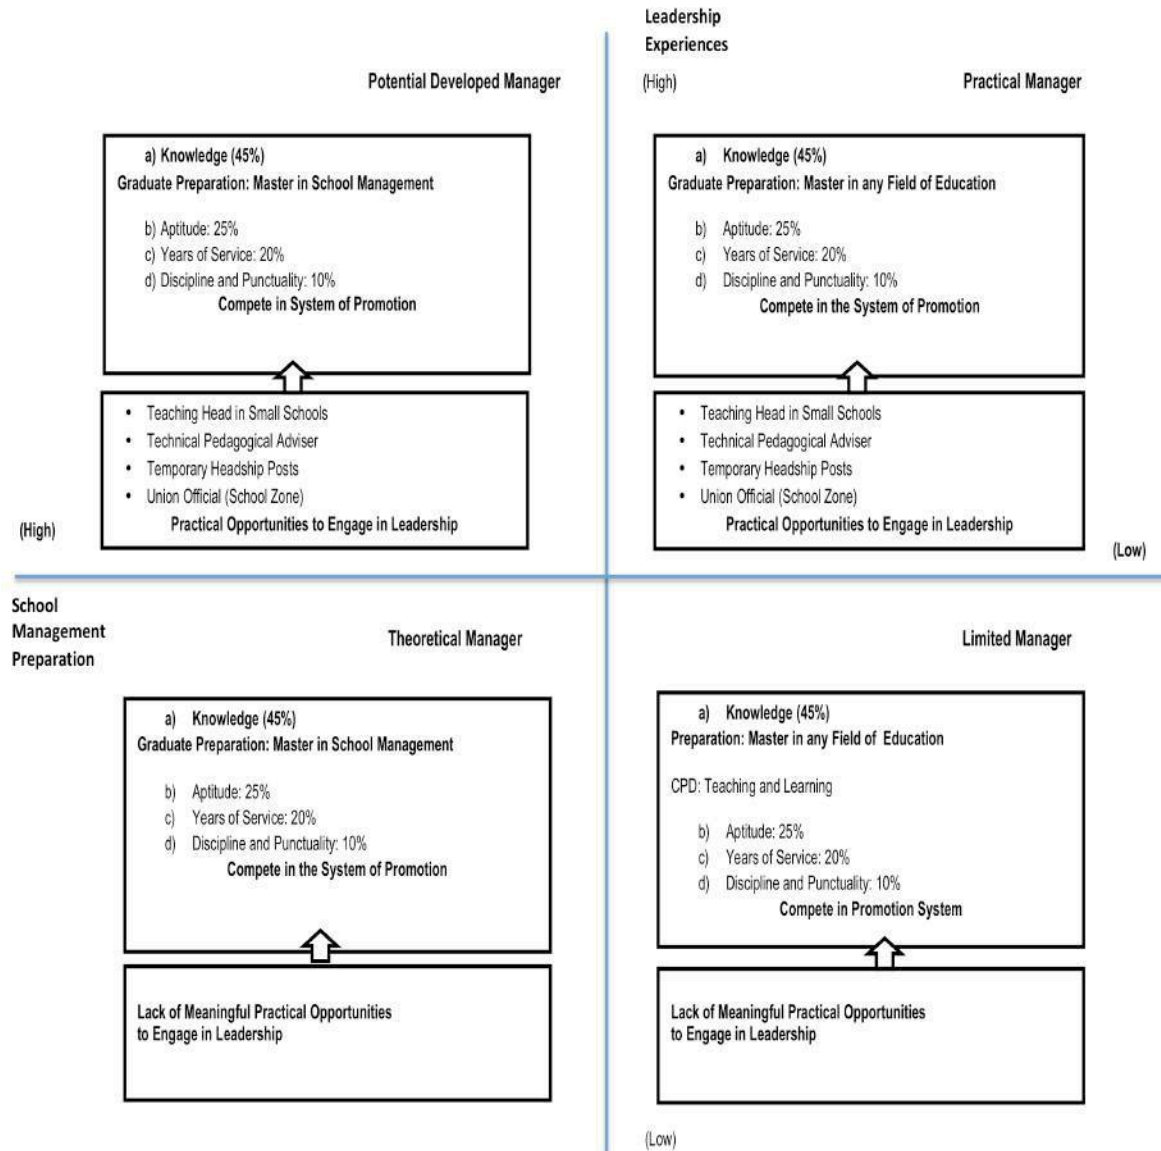 Leadership
Experiences
(High)
Potential Developed Manager
a) Knowledge (45%)
Graduate Preparation: Master in School Management
b) Aptitude: 25%
c) Years of Service: 20%
d) Discipline and Punctuality: 10%
Compete in System of Promotion
• Teaching Head in Small Schools
• Technical Pedagogical Adviser
• Temporary Headship Posts
• Union Official (School Zone)
Practical Opportunities to Engage in Leadership
(High)
Practical Manager
a) Knowledge (45%)
Graduate Preparation: Master in any Field of Education
b) Aptitude: 25%
c) Years of Service: 20%
d) Discipline and Punctuality: 10%
Compete in the System of Promotion
• Teaching Head in Small Schools
• Technical Pedagogical Adviser
• Temporary Headship Posts
• Union Official (School Zone)
Practical Opportunities to Engage in Leadership
(Low)
School
Management
Preparation
Theoretical Manager
a) Knowledge (45%)
Graduate Preparation: Master in School Management
b) Aptitude: 25%
c) Years of Service: 20%
d) Discipline and Punctuality: 10%
Compete in the System of Promotion
Lack of Meaningful Practical Opportunities
to Engage in Leadership
Limited Manager
a) Knowledge (45%)
Preparation: Master in any Field of Education
CPD: Teaching and Learning
b) Aptitude: 25%
c) Years of Service: 20%
d) Discipline and Punctuality: 10%
Compete in Promotion System
Lack of Meaningful Practical Opportunities
to Engage in Leadership
(Low)